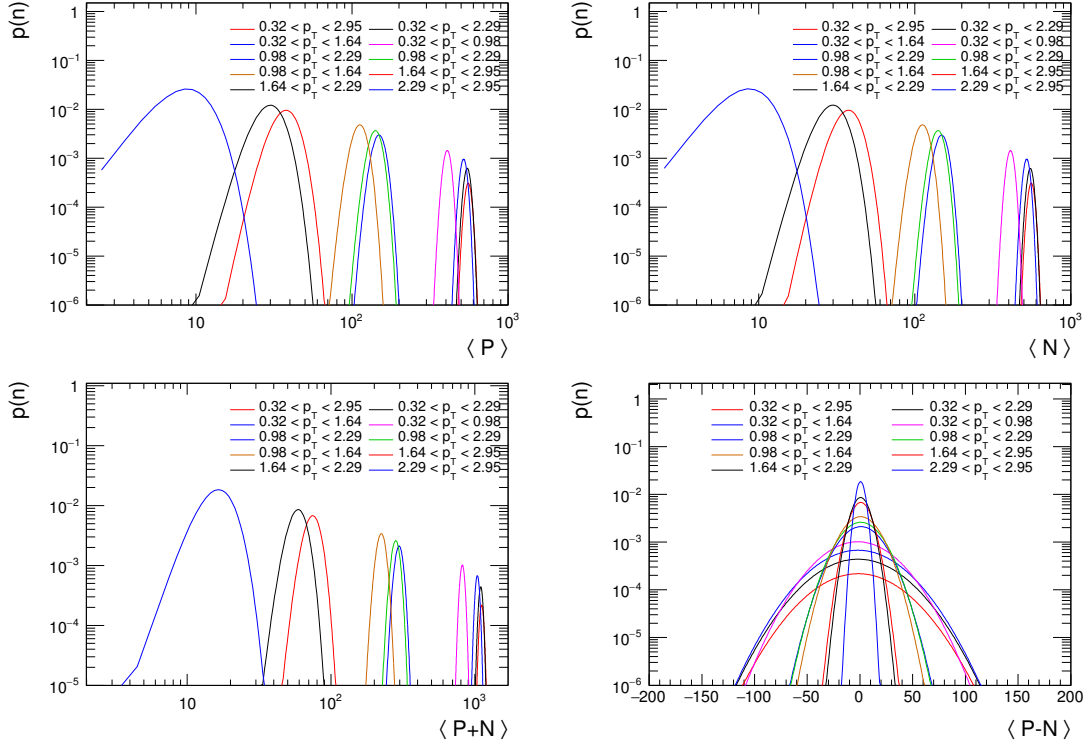 p(n)
1
10⁻¹
10⁻²
10⁻³
10⁻⁴
10⁻⁵
10⁻⁶
0.32 < p_T < 2.95 0.32 < p_T < 2.29
0.32 < p_T < 1.64 0.32 < p_T < 0.98
0.98 < p_T < 2.29 0.98 < p_T < 2.29
0.98 < p_T < 1.64 1.64 < p_T < 2.95
1.64 < p_T < 2.29 2.29 < p_T < 2.95
10 10² 10³
⟨ P ⟩
p(n)
1
10⁻¹
10⁻²
10⁻³
10⁻⁴
10⁻⁵
10⁻⁶
0.32 < p_T < 2.95 0.32 < p_T < 2.29
0.32 < p_T < 1.64 0.32 < p_T < 0.98
0.98 < p_T < 2.29 0.98 < p_T < 2.29
0.98 < p_T < 1.64 1.64 < p_T < 2.95
1.64 < p_T < 2.29 2.29 < p_T < 2.95
10 10² 10³
⟨ N ⟩
p(n)
1
10⁻¹
10⁻²
10⁻³
10⁻⁴
10⁻⁵
0.32 < p_T < 2.95 0.32 < p_T < 2.29
0.32 < p_T < 1.64 0.32 < p_T < 0.98
0.98 < p_T < 2.29 0.98 < p_T < 2.29
0.98 < p_T < 1.64 1.64 < p_T < 2.95
1.64 < p_T < 2.29 2.29 < p_T < 2.95
10 10² 10³
⟨ P+N ⟩
p(n)
1
10⁻¹
10⁻²
10⁻³
10⁻⁴
10⁻⁵
10⁻⁶
0.32 < p_T < 2.95 0.32 < p_T < 2.29
0.32 < p_T < 1.64 0.32 < p_T < 0.98
0.98 < p_T < 2.29 0.98 < p_T < 2.29
0.98 < p_T < 1.64 1.64 < p_T < 2.95
1.64 < p_T < 2.29 2.29 < p_T < 2.95
−200 −150 −100 −50 0 50 100 150 200
⟨ P-N ⟩